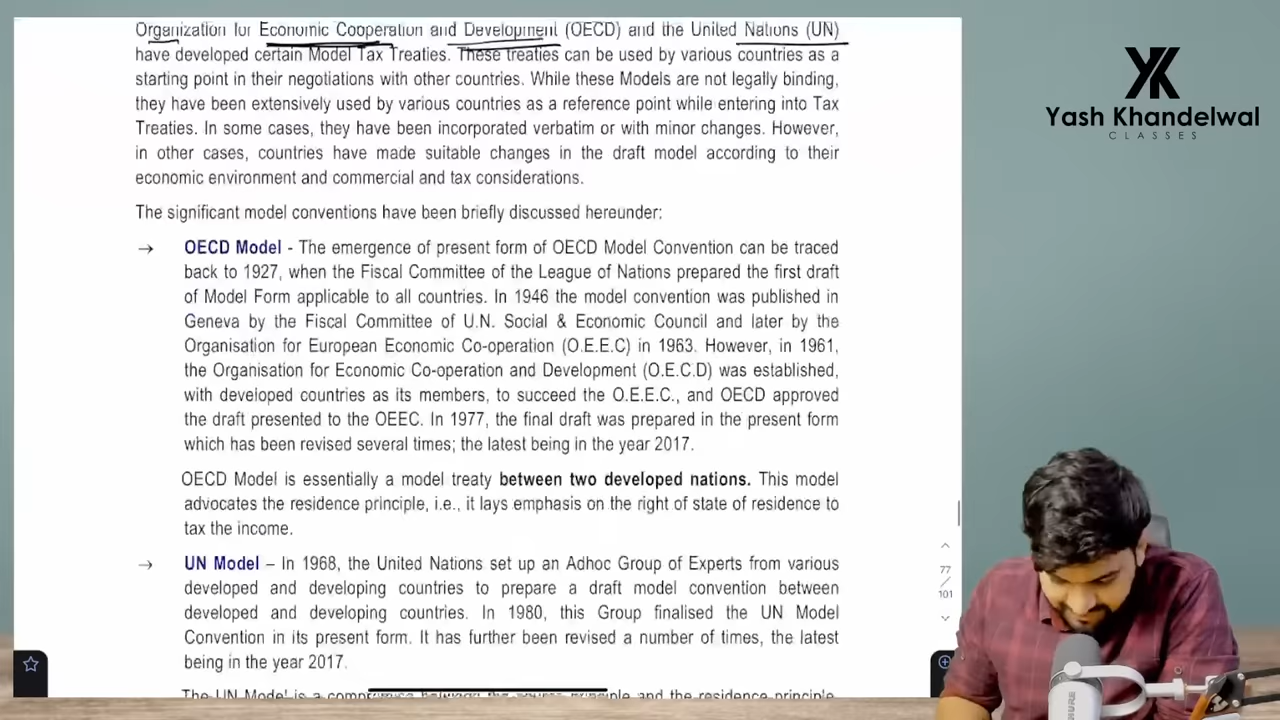 Organization for Economic Cooperation and Development (OECD) and the United Nations (UN)
have developed certain Model Tax Treaties. These treaties can be used by various countries as a
starting point in their negotiations with other countries. While these Models are not legally binding,
they have been extensively used by various countries as a reference point while entering into Tax
Treaties. In some cases, they have been incorporated verbatim or with minor changes. However,
in other cases, countries have made suitable changes in the draft model according to their
economic environment and commercial and tax considerations.
The significant model conventions have been briefly discussed hereunder:
→ OECD Model - The emergence of present form of OECD Model Convention can be traced
back to 1927, when the Fiscal Committee of the League of Nations prepared the first draft
of Model Form applicable to all countries. In 1946 the model convention was published in
Geneva by the Fiscal Committee of U.N. Social & Economic Council and later by the
Organisation for European Economic Co-operation (O.E.E.C) in 1963. However, in 1961,
the Organisation for Economic Co-operation and Development (O.E.C.D) was established,
with developed countries as its members, to succeed the O.E.E.C., and OECD approved
the draft presented to the OEEC. In 1977, the final draft was prepared in the present form
which has been revised several times; the latest being in the year 2017.
OECD Model is essentially a model treaty between two developed nations. This model
advocates the residence principle, i.e., it lays emphasis on the right of state of residence to
tax the income.
→ UN Model – In 1968, the United Nations set up an Adhoc Group of Experts from various
developed and developing countries to prepare a draft model convention between
developed and developing countries. In 1980, this Group finalised the UN Model
Convention in its present form. It has further been revised a number of times, the latest
being in the year 2017.
The UN Model is a compromise between the source principle and the residence principle,
77
/
101
Yash Khandelwal
CLASSES
SHURE